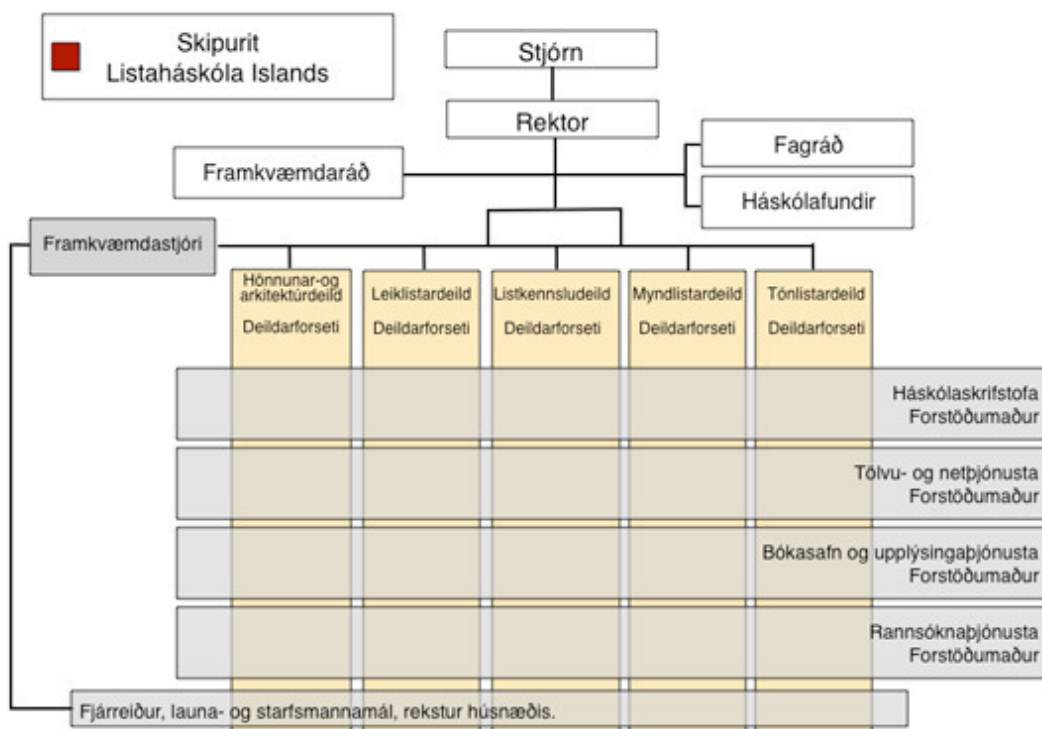 Skipurit
Listaháskóla Islands
Stjórn
Rektor
Framkvæmdaráð
Fagráð
Háskólafundir
Framkvæmdastjóri
Hönnunar-og
arkitektúrdeild
Deildarforseti
Leiklistardeild
Deildarforseti
Listkennsludeild
Deildarforseti
Myndlistardeild
Deildarforseti
Tónlistardeild
Deildarforseti
Háskólaskrifstofa
Forstöðumaður
Tölvu- og netþjónusta
Forstöðumaður
Bókasafn og upplýsingaþjónusta
Forstöðumaður
Rannsóknaþjónusta
Forstöðumaður
Fjárreiður, launa- og starfsmannamál, rekstur húsnæðis.